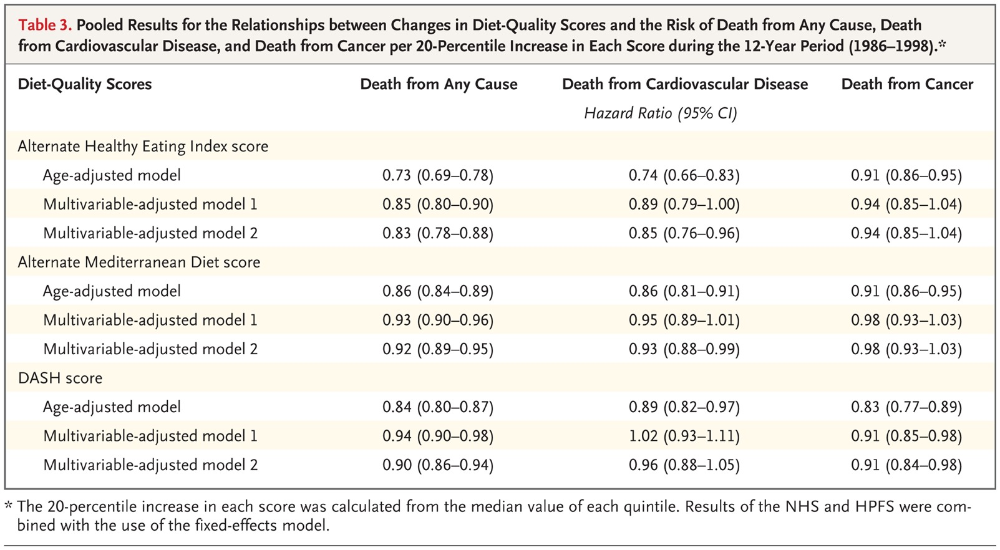 Table 3. Pooled Results for the Relationships between Changes in Diet-Quality Scores and the Risk of Death from Any Cause, Death
from Cardiovascular Disease, and Death from Cancer per 20-Percentile Increase in Each Score during the 12-Year Period (1986–1998).*
Diet-Quality Scores Death from Any Cause Death from Cardiovascular Disease Death from Cancer
Hazard Ratio (95% CI)
Alternate Healthy Eating Index score
Age-adjusted model 0.73 (0.69–0.78) 0.74 (0.66–0.83) 0.91 (0.86–0.95)
Multivariable-adjusted model 1 0.85 (0.80–0.90) 0.89 (0.79–1.00) 0.94 (0.85–1.04)
Multivariable-adjusted model 2 0.83 (0.78–0.88) 0.85 (0.76–0.96) 0.94 (0.85–1.04)
Alternate Mediterranean Diet score
Age-adjusted model 0.86 (0.84–0.89) 0.86 (0.81–0.91) 0.91 (0.86–0.95)
Multivariable-adjusted model 1 0.93 (0.90–0.96) 0.95 (0.89–1.01) 0.98 (0.93–1.03)
Multivariable-adjusted model 2 0.92 (0.89–0.95) 0.93 (0.88–0.99) 0.98 (0.93–1.03)
DASH score
Age-adjusted model 0.84 (0.80–0.87) 0.89 (0.82–0.97) 0.83 (0.77–0.89)
Multivariable-adjusted model 1 0.94 (0.90–0.98) 1.02 (0.93–1.11) 0.91 (0.85–0.98)
Multivariable-adjusted model 2 0.90 (0.86–0.94) 0.96 (0.88–1.05) 0.91 (0.84–0.98)
* The 20-percentile increase in each score was calculated from the median value of each quintile. Results of the NHS and HPFS were com-
bined with the use of the fixed-effects model.